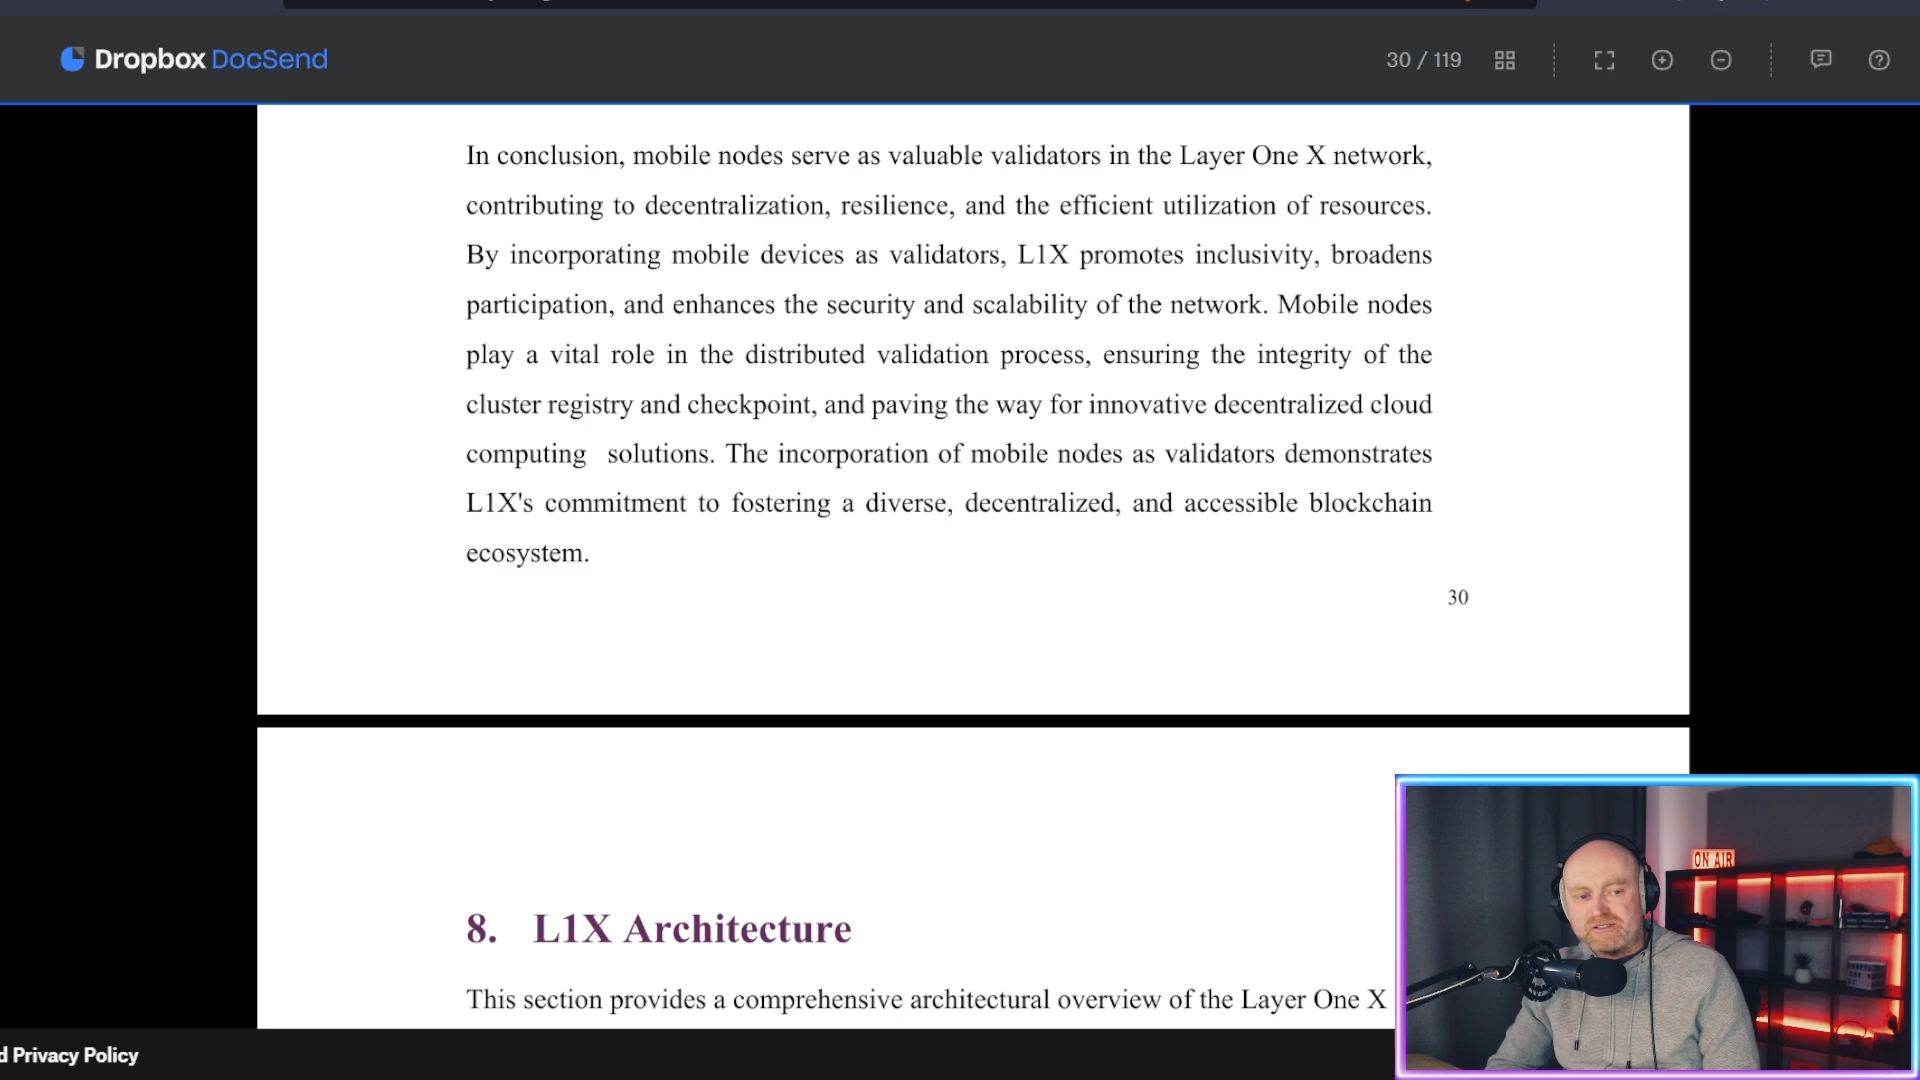 Dropbox DocSend
30 / 119
In conclusion, mobile nodes serve as valuable validators in the Layer One X network,
contributing to decentralization, resilience, and the efficient utilization of resources.
By incorporating mobile devices as validators, L1X promotes inclusivity, broadens
participation, and enhances the security and scalability of the network. Mobile nodes
play a vital role in the distributed validation process, ensuring the integrity of the
cluster registry and checkpoint, and paving the way for innovative decentralized cloud
computing solutions. The incorporation of mobile nodes as validators demonstrates
L1X's commitment to fostering a diverse, decentralized, and accessible blockchain
ecosystem.
30
8. L1X Architecture
This section provides a comprehensive architectural overview of the Layer One X
ON AIR
d Privacy Policy